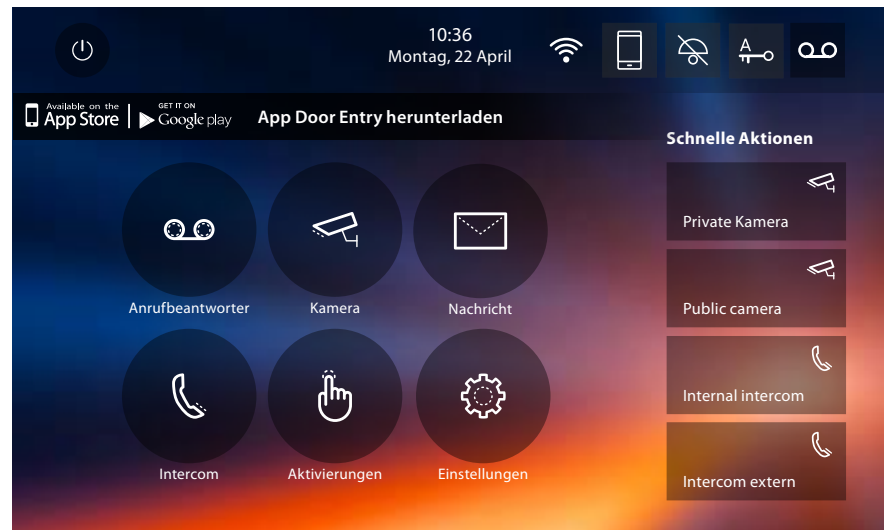 10:36
Montag, 22 April
A
Available on the
App Store
GET IT ON
Google play
App Door Entry herunterladen
Schnelle Aktionen
Private Kamera
Public camera
Internal intercom
Intercom extern
Anrufbeantworter
Kamera
Nachricht
Intercom
Aktivierungen
Einstellungen